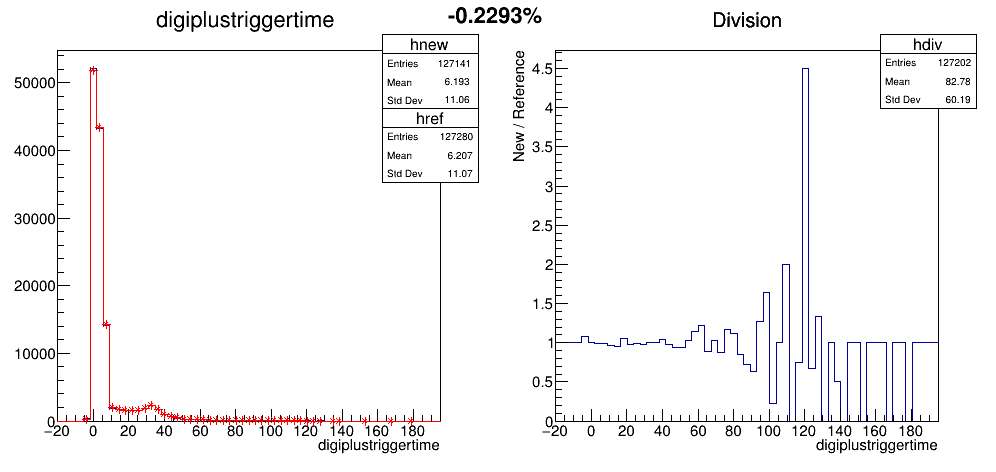 digiplustriggertime
-0.2293%
Division
hnew
Entries 127141
Mean 6.193
Std Dev 11.06
href
Entries 127280
Mean 6.207
Std Dev 11.07
50000
40000
30000
20000
10000
0
−20 0 20 40 60 80 100 120 140 160 180
digiplustriggertime
hdiv
Entries 127202
Mean 82.78
Std Dev 60.19
New / Reference
4.5
4
3.5
3
2.5
2
1.5
1
0.5
0
−20 0 20 40 60 80 100 120 140 160 180
digiplustriggertime